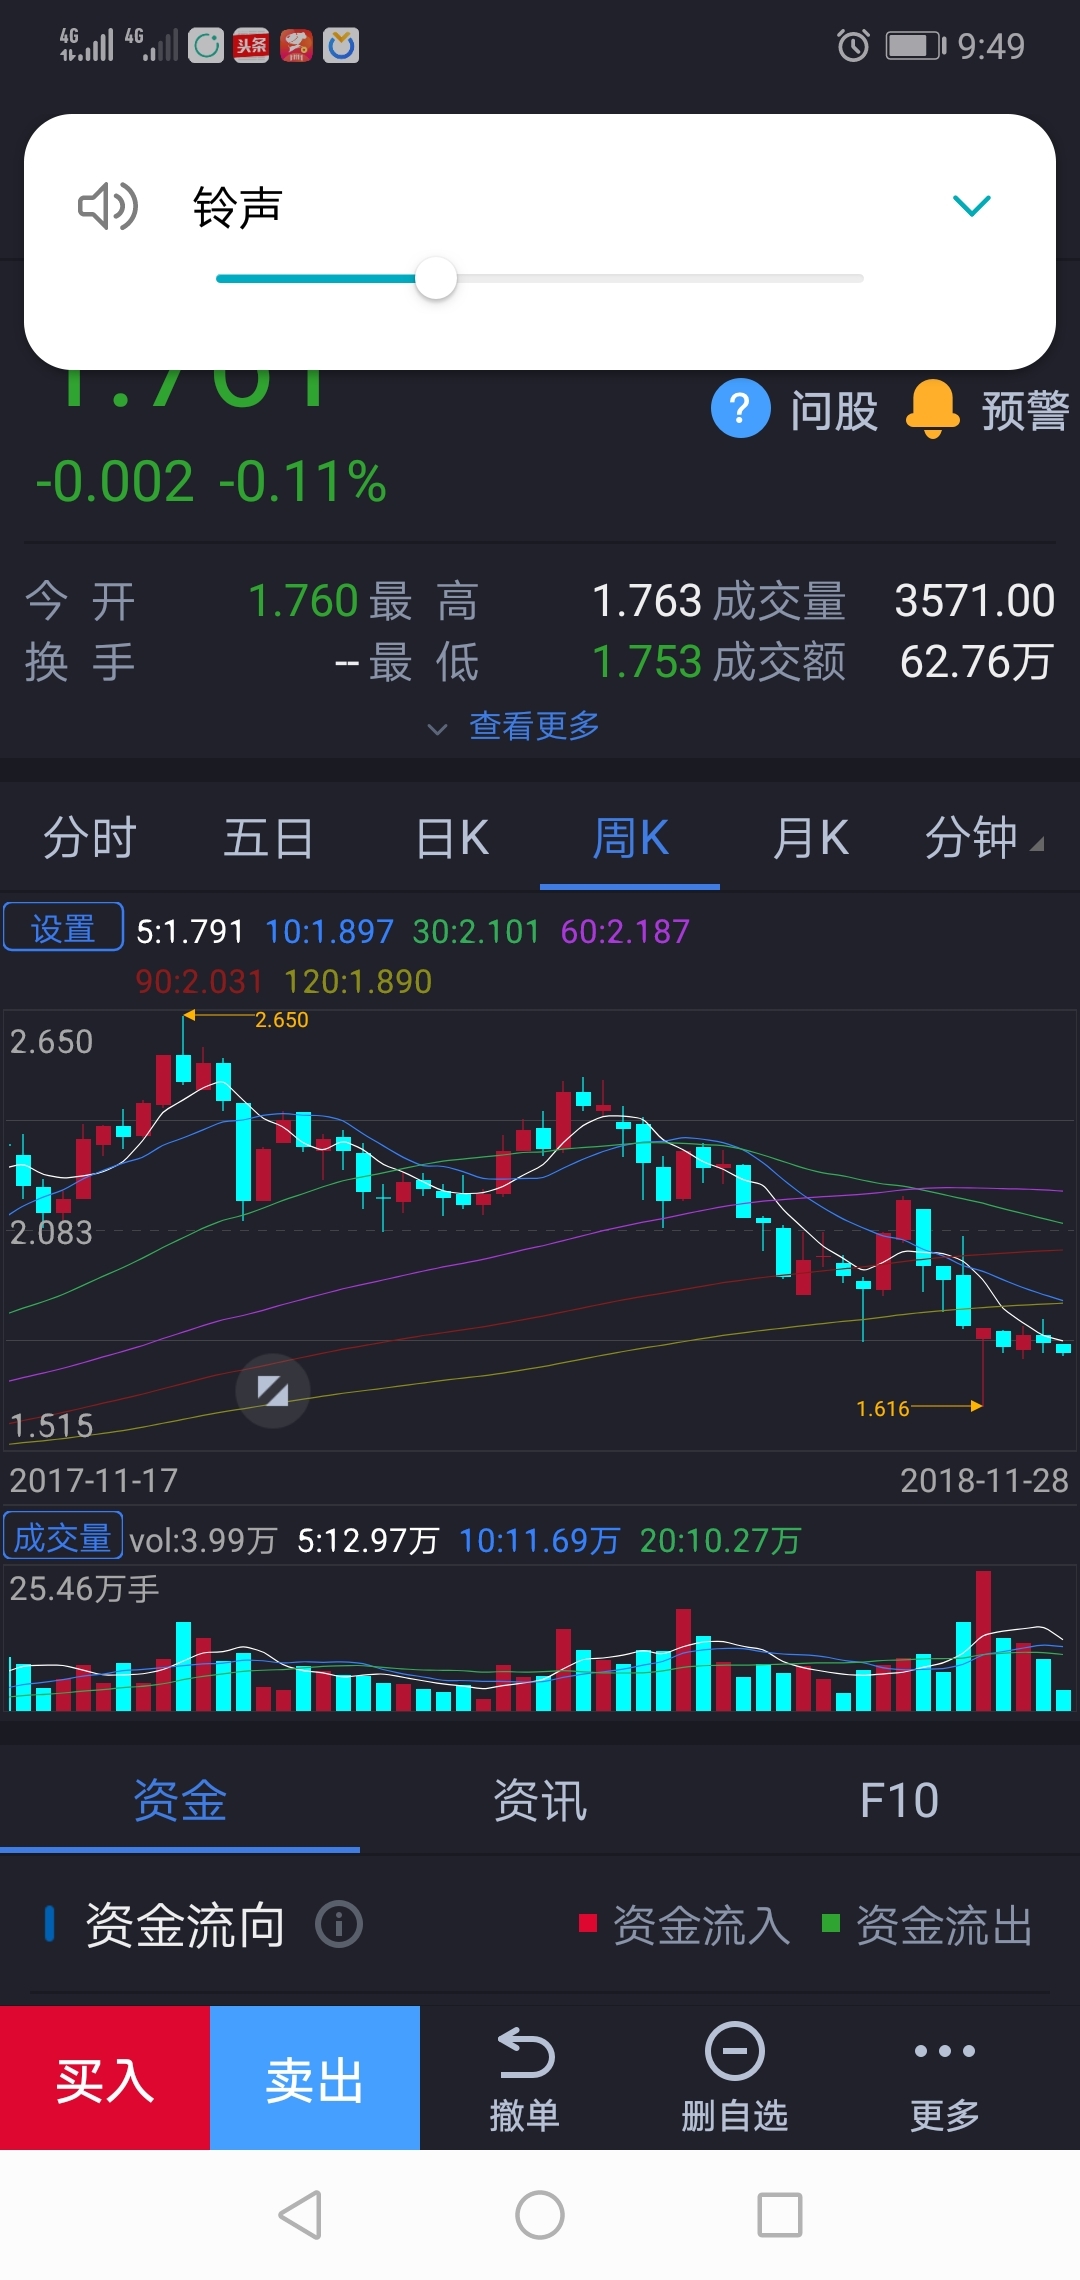 4G 4G 头条 9:49
铃声
1.761
? 问股 预警
-0.002 -0.11%
今开 1.760 最高 1.763 成交量 3571.00
换手 -- 最低 1.753 成交额 62.76万
查看更多
分时 五日 日K 周K 月K 分钟
设置 5:1.791 10:1.897 30:2.101 60:2.187
90:2.031 120:1.890
2.650
2.650
2.083
1.616
1.515
2017-11-17 2018-11-28
成交量 vol:3.99万 5:12.97万 10:11.69万 20:10.27万
25.46万手
资金 资讯 F10
资金流向 资金流入 资金流出
买入 卖出 撤单 删自选 更多